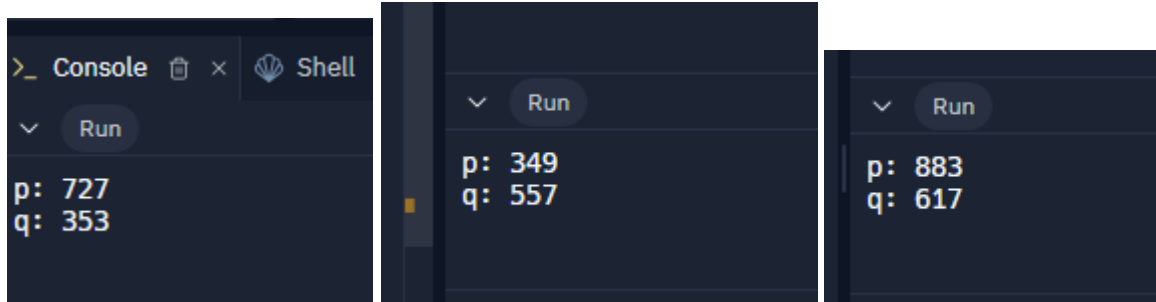 >_ Console × Shell
Run
p: 727
q: 353
Run
p: 349
q: 557
Run
p: 883
q: 617